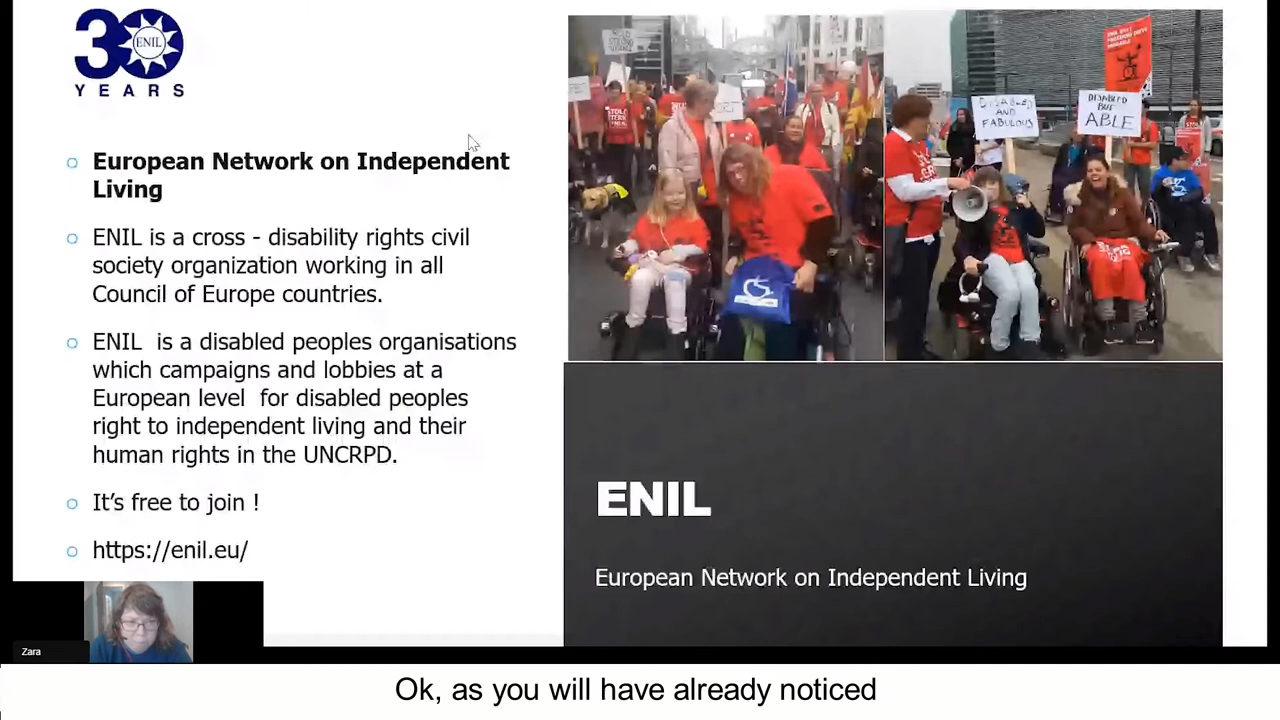 30
ENIL
YEARS
European Network on Independent
Living
ENIL is a cross - disability rights civil
society organization working in all
Council of Europe countries.
ENIL  is a disabled peoples organisations
which campaigns and lobbies at a
European level  for disabled peoples
right to independent living and their
human rights in the UNCRPD.
It's free to join !
https://enil.eu/
DISABLED
AND
FABULOUS
DISABLED
BUT
ABLE
ENIL
European Network on Independent Living
Zara
Ok, as you will have already noticed